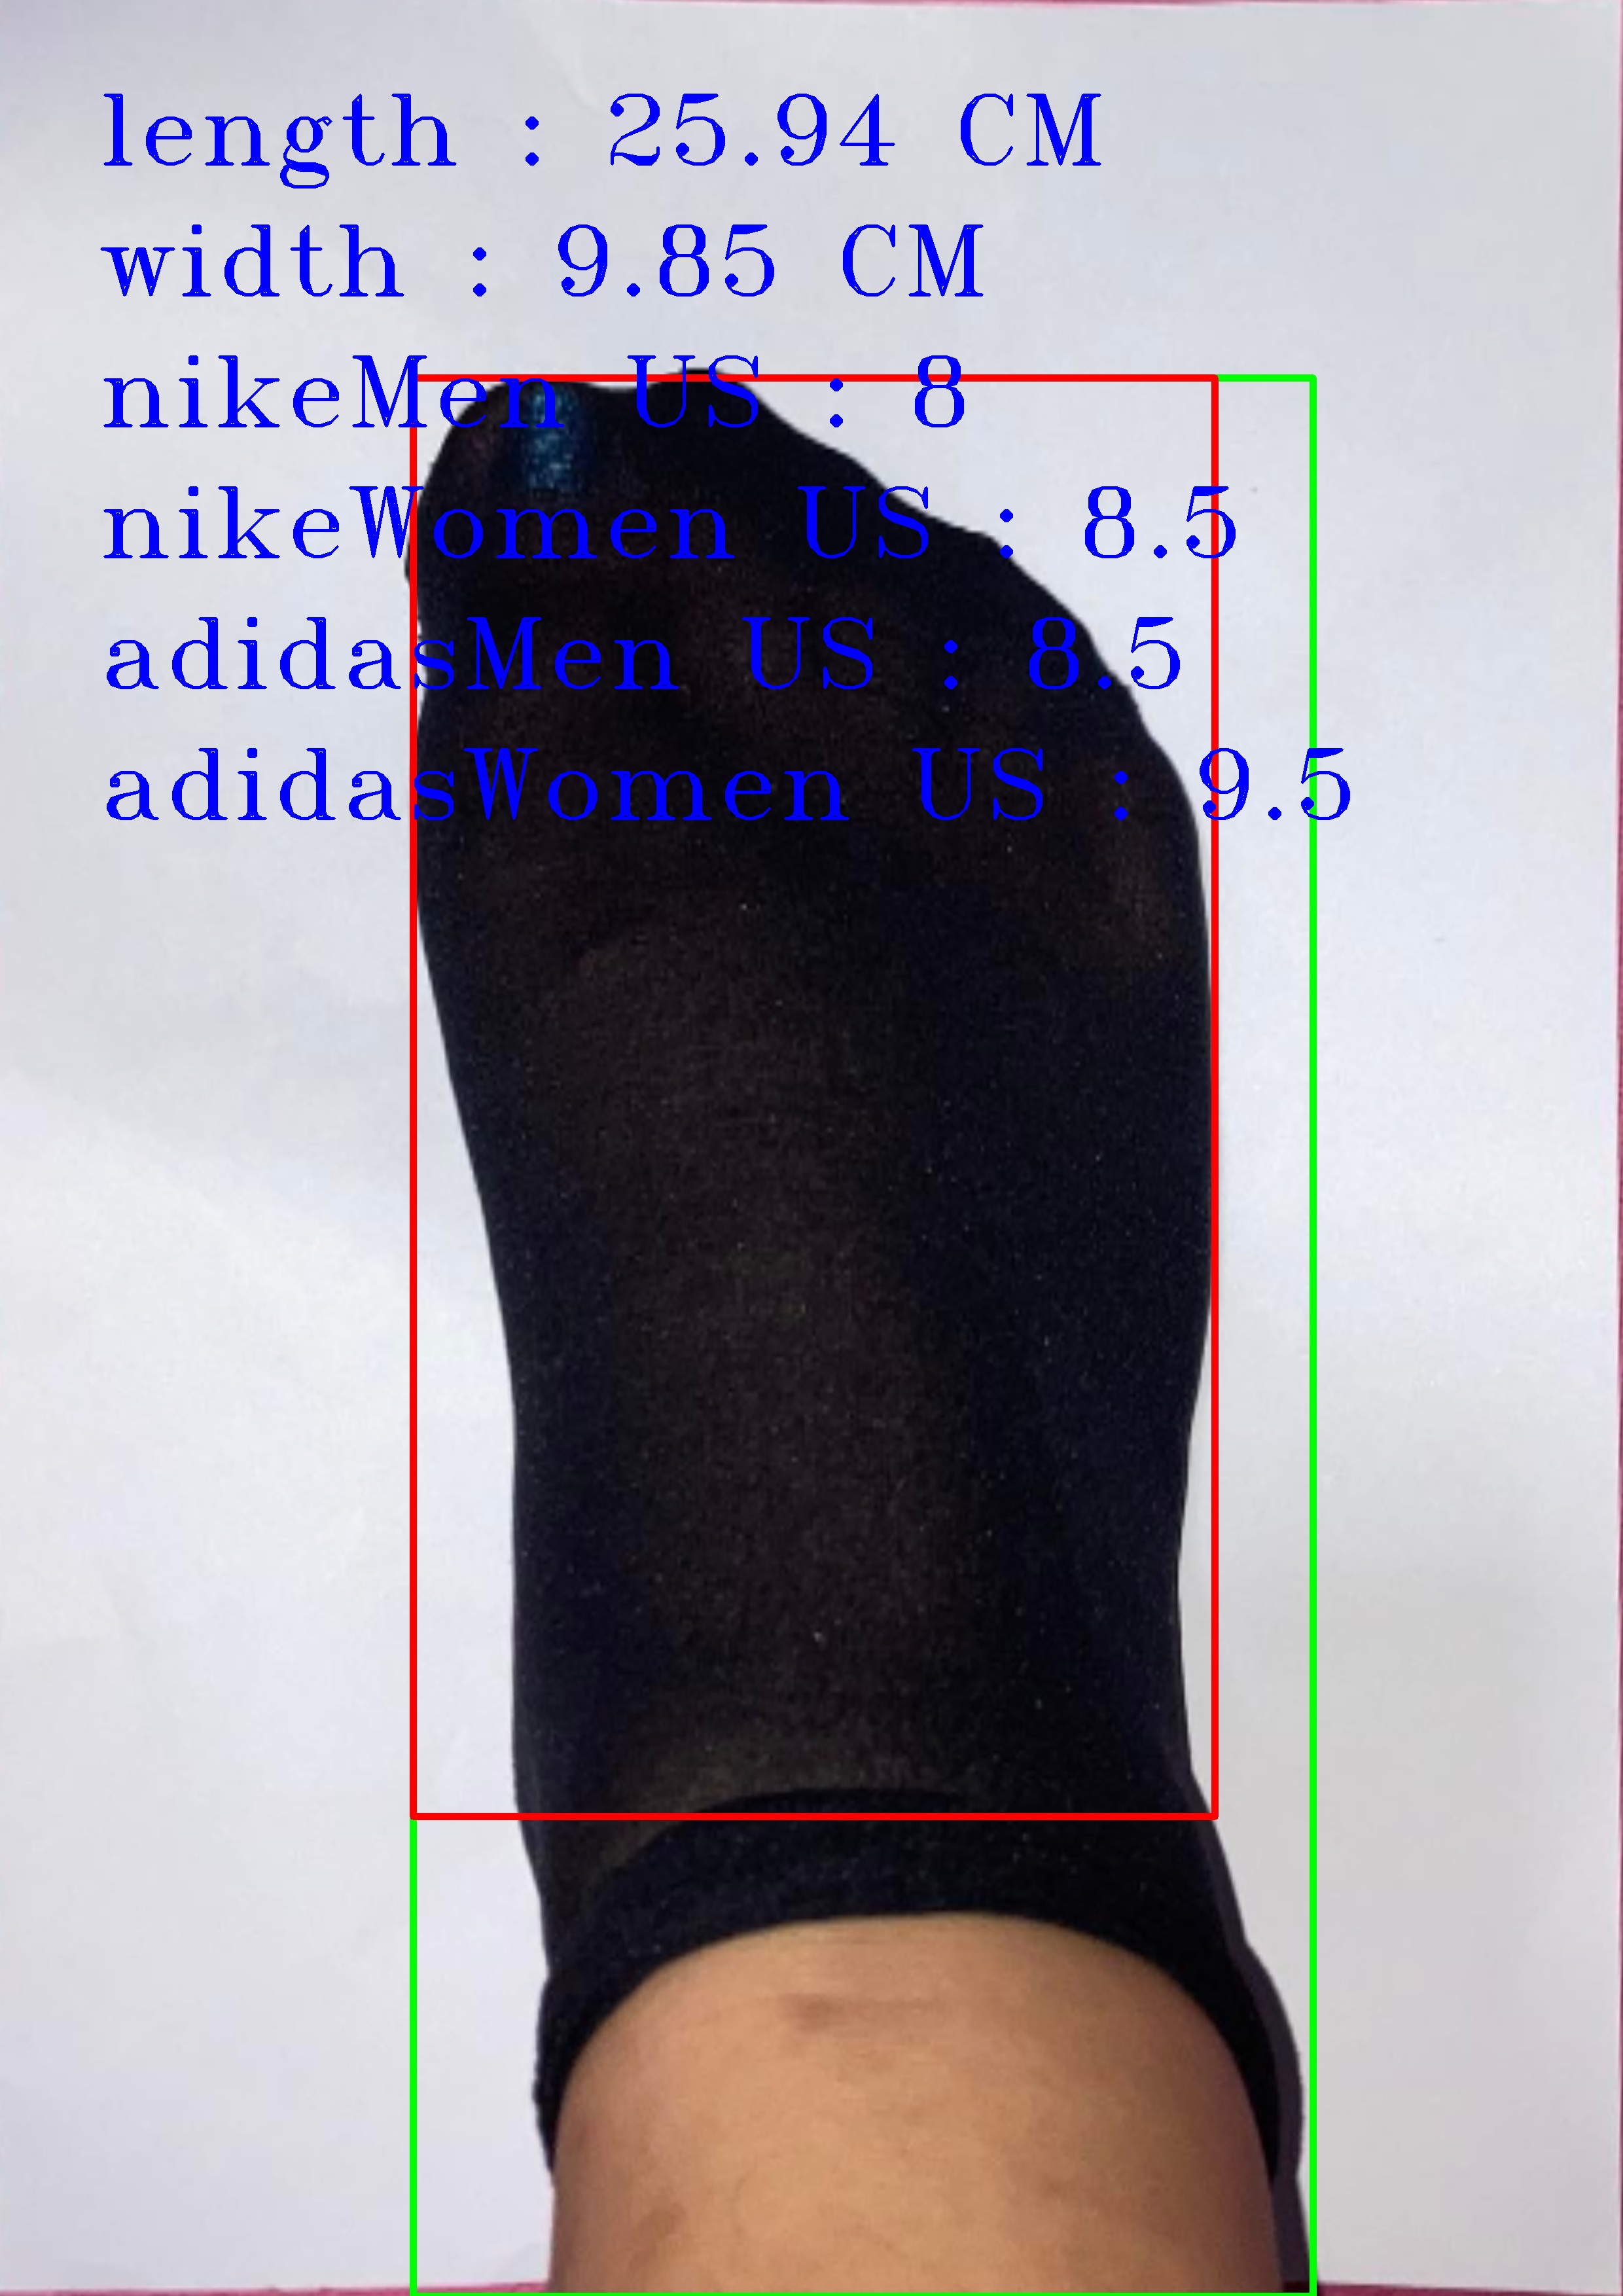 length : 25.94 CM
width : 9.85 CM
nikeMen US : 8
nikeWomen US : 8.5
adidasMen US : 8.5
adidasWomen US : 9.5